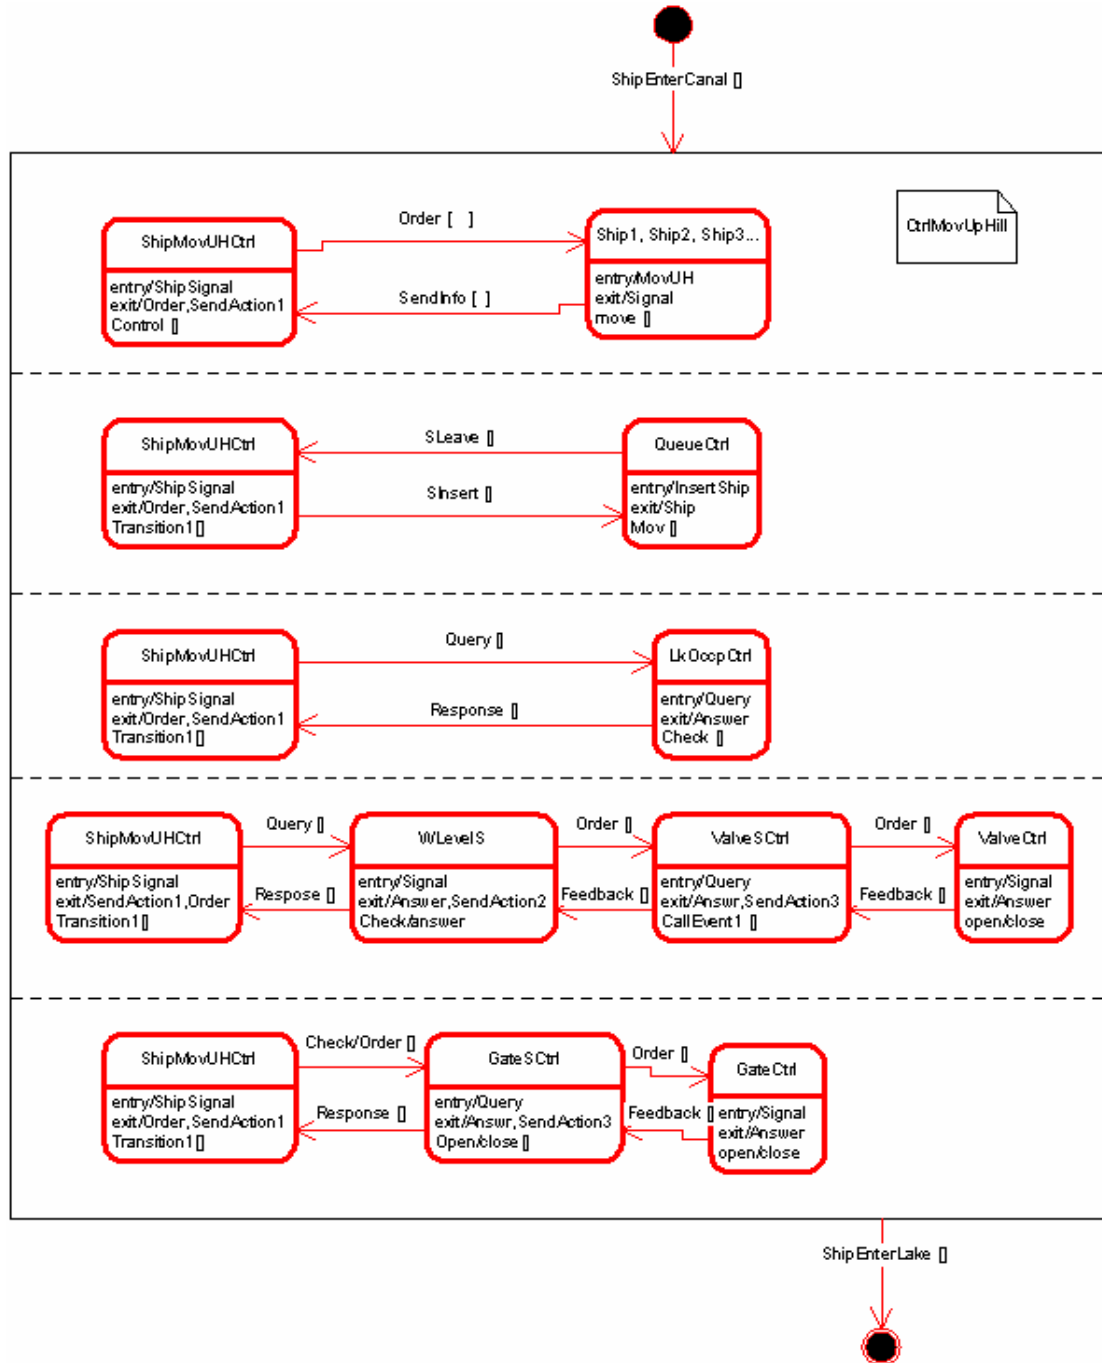 ShipEnterCanal []
CtrlMovUpHill
ShipMovUHCtrl
entry/ShipSignal
exit/Order,SendAction1
Control []
Order [ ]
SendInfo [ ]
Ship1, Ship2, Ship3...
entry/MovUH
exit/Signal
move []
ShipMovUHCtrl
entry/ShipSignal
exit/Order,SendAction1
Transition1[]
SLeave []
SInsert []
QueueCtrl
entry/InsertShip
exit/Ship
Mov []
ShipMovUHCtrl
entry/ShipSignal
exit/Order,SendAction1
Transition1[]
Query []
Response []
LkOccpCtrl
entry/Query
exit/Answer
Check []
ShipMovUHCtrl
entry/ShipSignal
exit/SendAction1,Order
Transition1[]
Query []
Respose []
WLevelS
entry/Signal
exit/Answer,SendAction2
Check/answer
Order []
Feedback []
ValveSCtrl
entry/Query
exit/Answr,SendAction3
CallEvent1 []
Order []
Feedback []
ValveCtrl
entry/Signal
exit/Answer
open/close
ShipMovUHCtrl
entry/ShipSignal
exit/Order,SendAction1
Transition1[]
Check/Order []
Response []
GateSCtrl
entry/Query
exit/Answr,SendAction3
Open/close []
Order []
Feedback []
GateCtrl
entry/Signal
exit/Answer
open/close
ShipEnterLake []